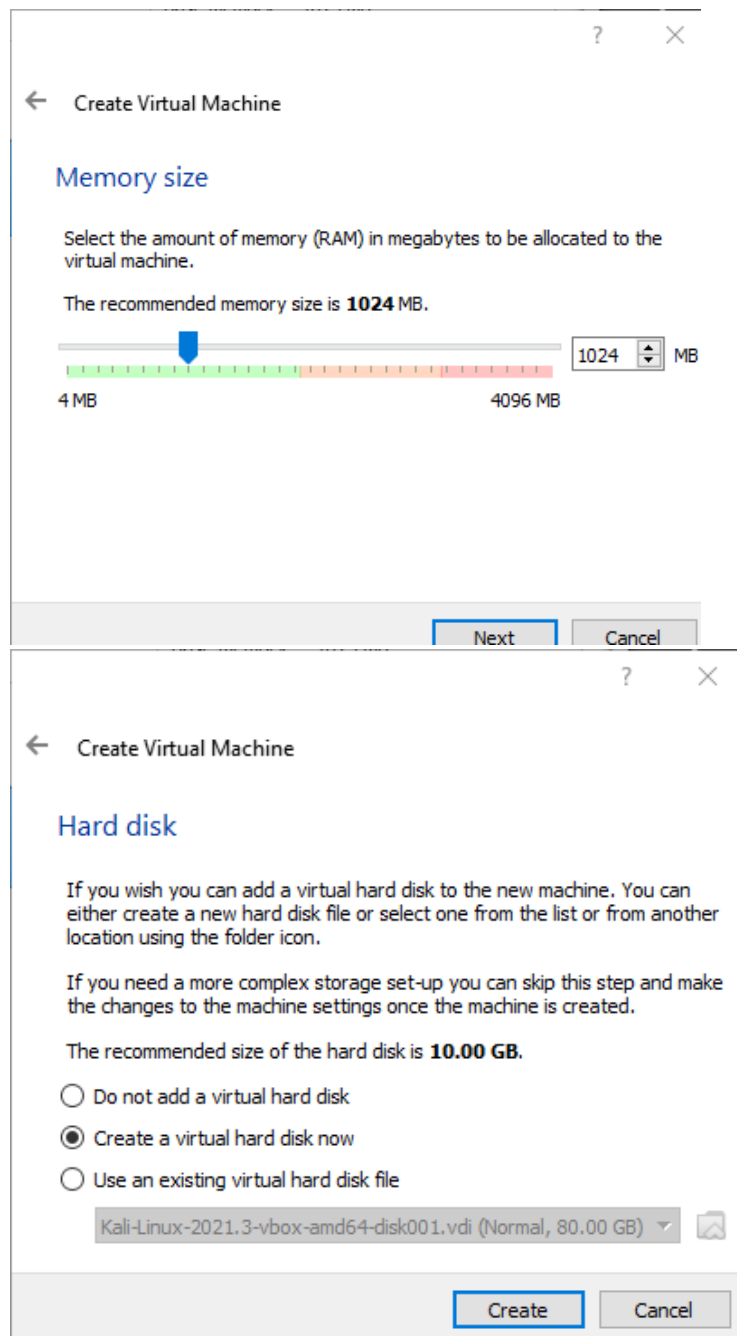 ?
Create Virtual Machine
Memory size
Select the amount of memory (RAM) in megabytes to be allocated to the
virtual machine.
The recommended memory size is 1024 MB.
1024 MB
4 MB 4096 MB
Next Cancel
?
Create Virtual Machine
Hard disk
If you wish you can add a virtual hard disk to the new machine. You can
either create a new hard disk file or select one from the list or from another
location using the folder icon.
If you need a more complex storage set-up you can skip this step and make
the changes to the machine settings once the machine is created.
The recommended size of the hard disk is 10.00 GB.
Do not add a virtual hard disk
Create a virtual hard disk now
Use an existing virtual hard disk file
Kali-Linux-2021.3-vbox-amd64-disk001.vdi (Normal, 80.00 GB)
Create Cancel